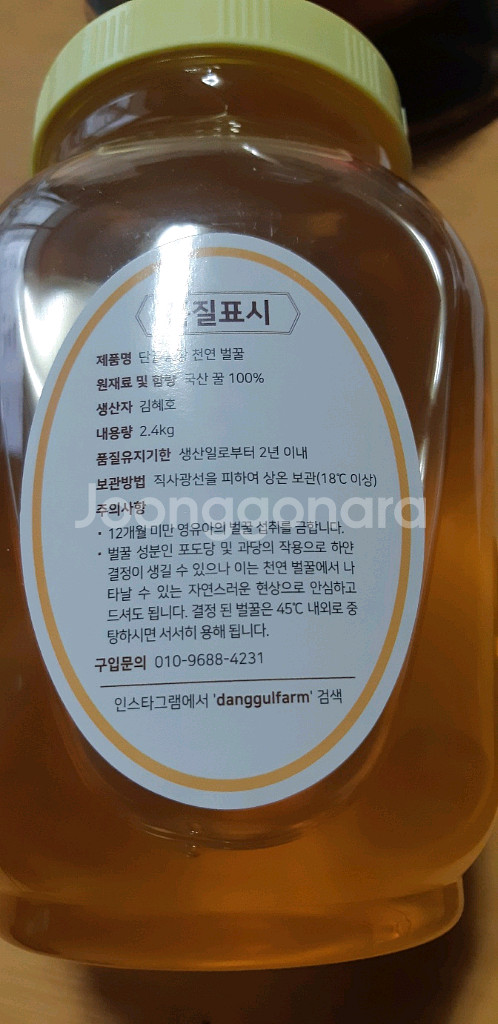 질표시
제품명 천연 벌꿀
원재료 및 함량 국산 꿀 100%
생산자 김혜호
내용량 2.4kg
품질유지기한 생산일로부터 2년 이내
보관방법 직사광선을 피하여 상온 보관(18℃ 이상)
Joonggonara
주의사항
• 12개월 미만 영유아의 벌꿀 섭취를 금합니다.
• 벌꿀 성분인 포도당 및 과당의 작용으로 하얀
결정이 생길 수 있으나 이는 천연 벌꿀에서 나
타날 수 있는 자연스러운 현상으로 안심하고
드셔도 됩니다. 결정 된 벌꿀은 45℃ 내외로 중
탕하시면 서서히 용해 됩니다.
구입문의 010-9688-4231
인스타그램에서 'danggulfarm' 검색